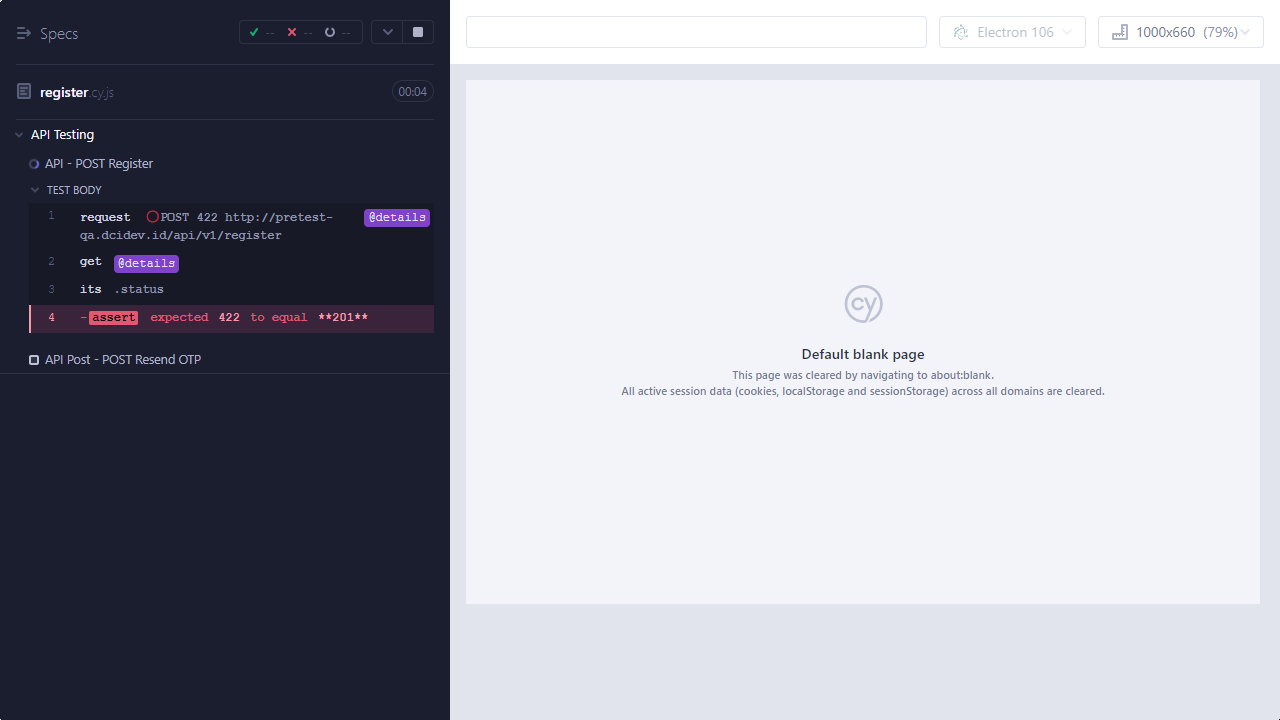 Specs
-- -- --
register.cy.js 00:04
API Testing
API - POST Register
TEST BODY
1 request POST 422 http://pretest-qa.dcidev.id/api/v1/register @details
2 get @details
3 its .status
4 -assert expected 422 to equal **201**
API Post - POST Resend OTP
Electron 106
1000x660 (79%)
cy
Default blank page
This page was cleared by navigating to about:blank.
All active session data (cookies, localStorage and sessionStorage) across all domains are cleared.